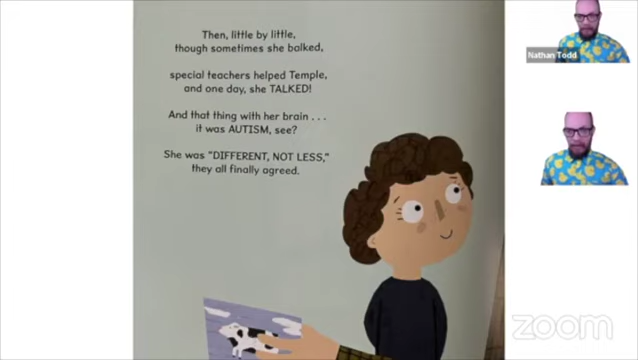 Then, little by little,
though sometimes she balked,
special teachers helped Temple,
and one day, she TALKED!
And that thing with her brain . . .
it was AUTISM, see?
She was "DIFFERENT, NOT LESS,"
they all finally agreed.
Nathan Todd
zoom